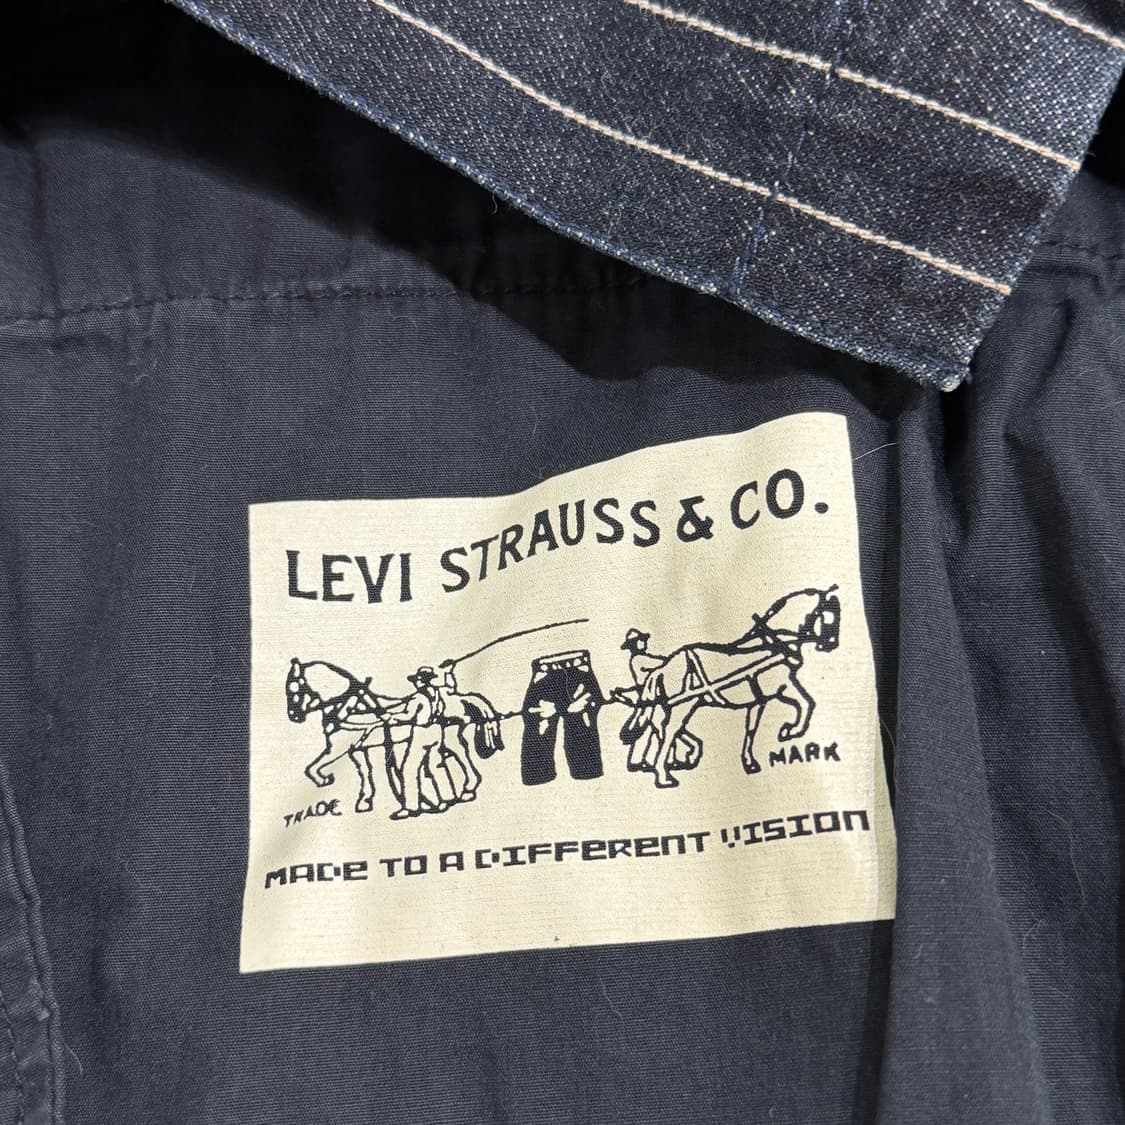 LEVI STRAUSS & CO.
TRADE MARK
MADE TO A DIFFERENT VISION